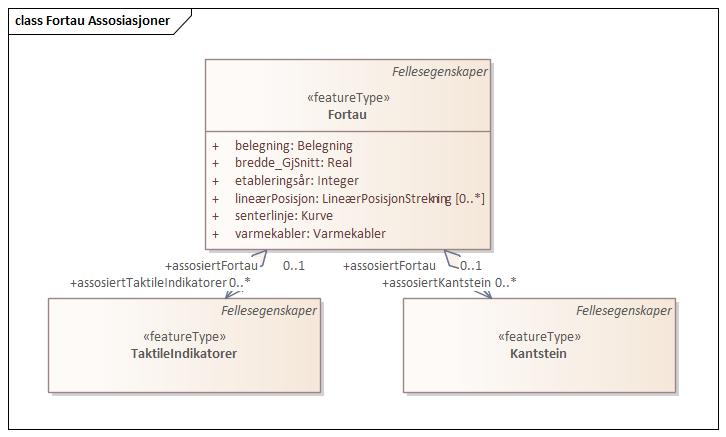 class Fortau Assosiasjoner
Fellesegenskaper
«featureType»
Fortau
+ belegning: Belegning
+ bredde_GjSnitt: Real
+ etableringsår: Integer
+ lineærPosisjon: LineærPosisjonStrekning [0..*]
+ senterlinje: Kurve
+ varmekabler: Varmekabler
+assosiertFortau 0..1 +assosiertFortau 0..1
+assosiertTaktileIndikatorer 0..* +assosiertKantstein 0..*
Fellesegenskaper
«featureType»
TaktileIndikatorer
Fellesegenskaper
«featureType»
Kantstein